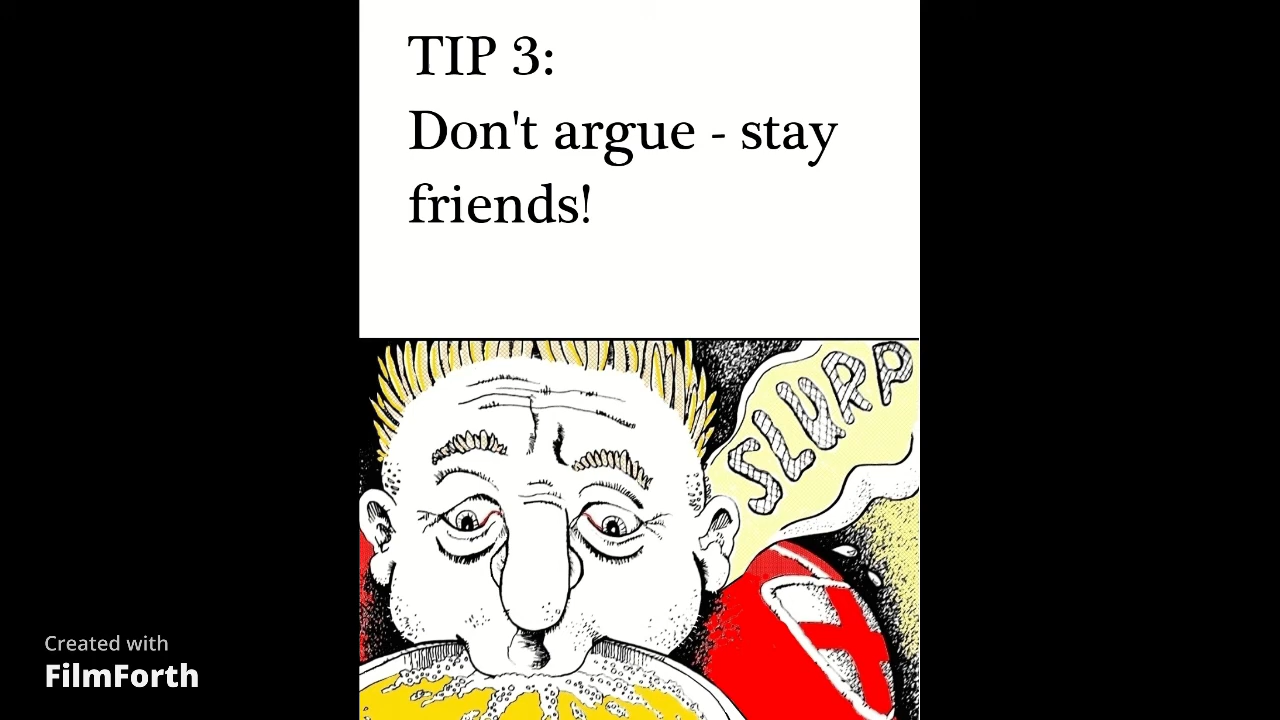 TIP 3:
Don't argue - stay
friends!
SLURP
Created with
FilmForth